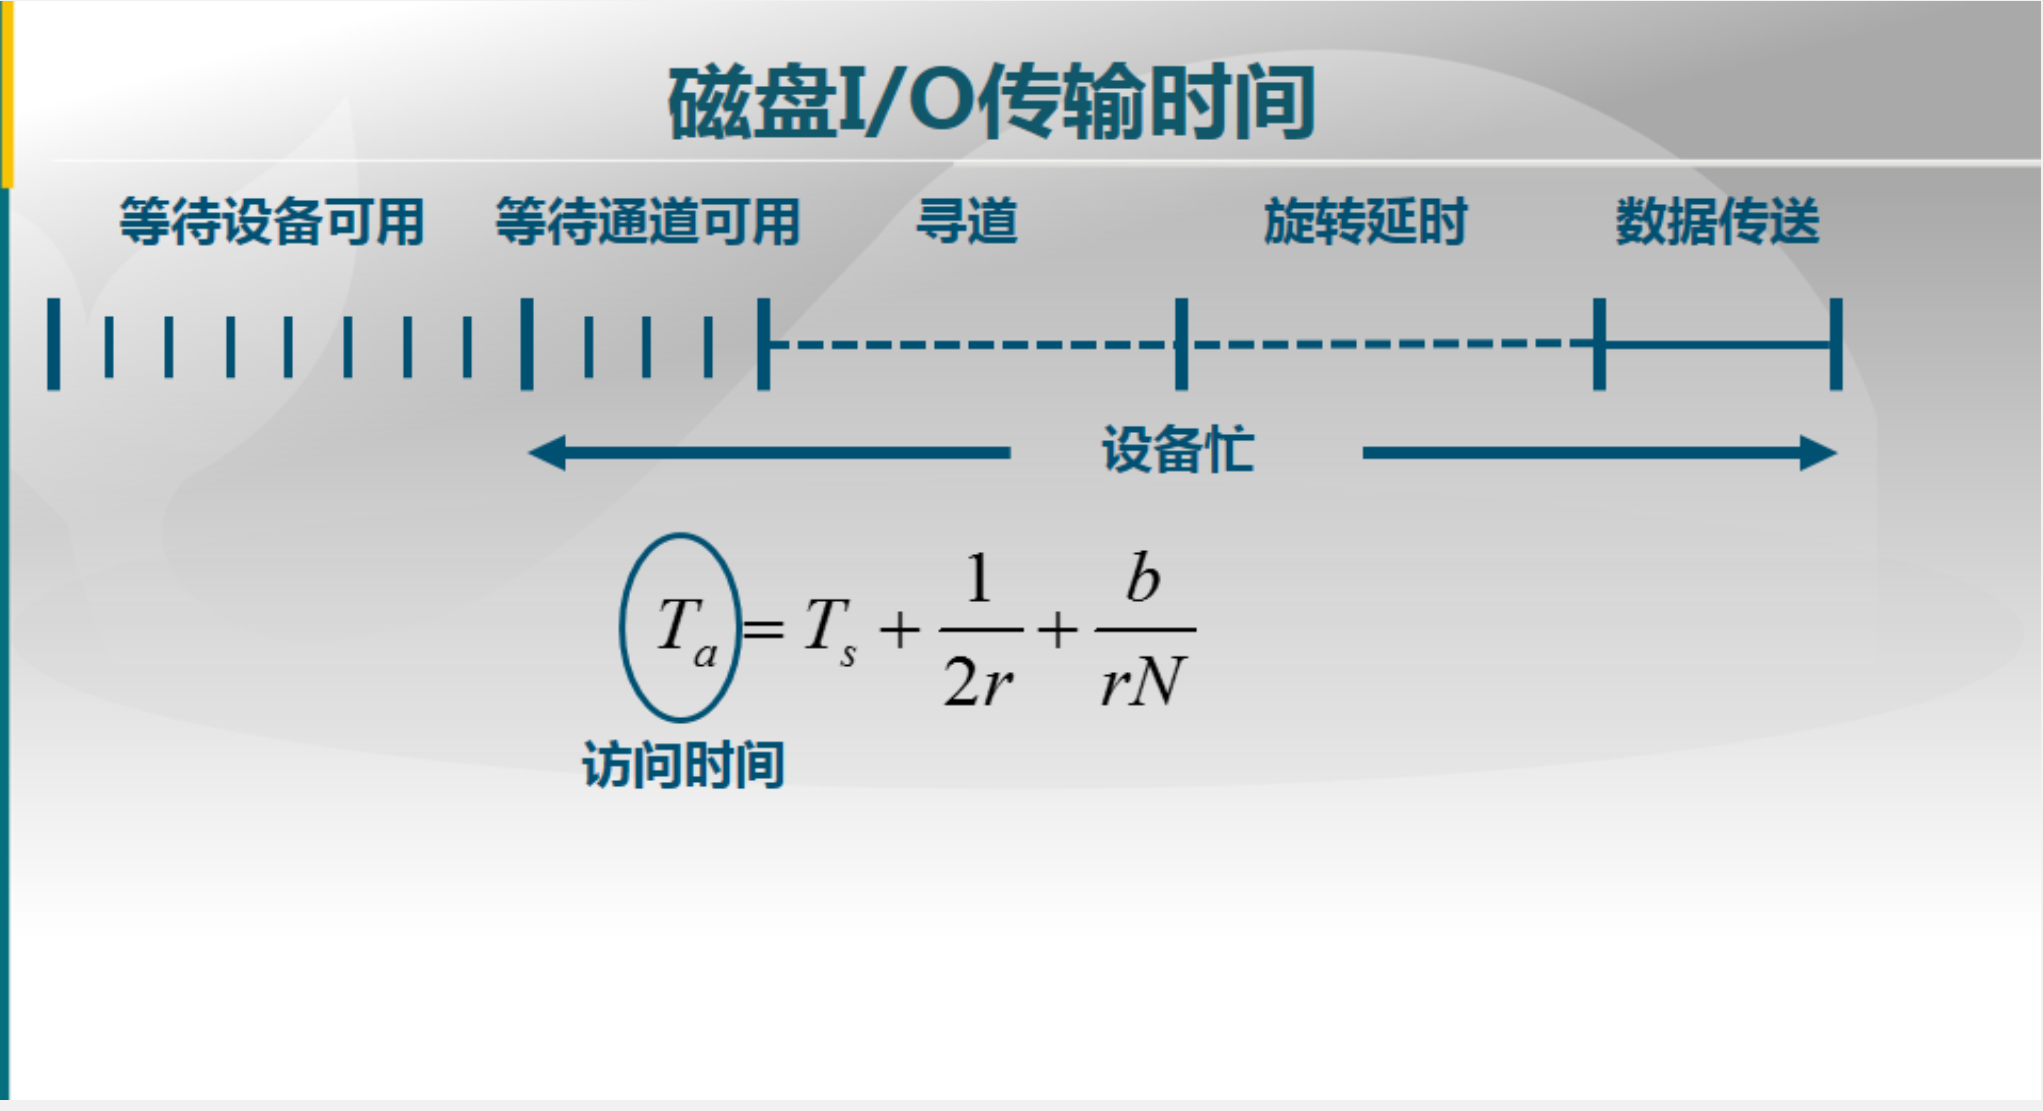 磁盘I/O传输时间
等待设备可用 等待通道可用 寻道 旋转延时 数据传送
设备忙
T_a = T_s + \frac{1}{2r} + \frac{b}{rN}
访问时间